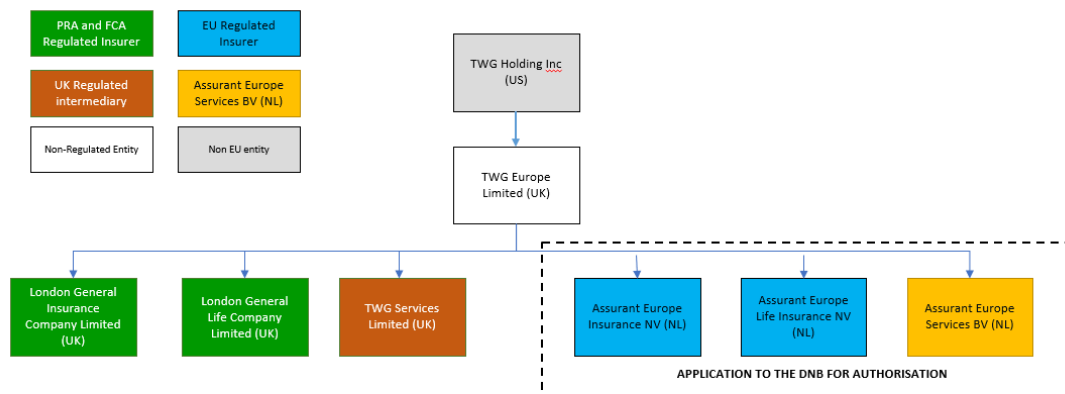 PRA and FCA
Regulated Insurer
EU Regulated
Insurer
UK Regulated
intermediary
Assurant Europe
Services BV (NL)
Non-Regulated Entity
Non EU entity
TWG Holding Inc
(US)
TWG Europe
Limited (UK)
London General
Insurance
Company Limited
(UK)
London General
Life Company
Limited (UK)
TWG Services
Limited (UK)
Assurant Europe
Insurance NV (NL)
Assurant Europe
Life Insurance NV
(NL)
Assurant Europe
Services BV (NL)
APPLICATION TO THE DNB FOR AUTHORISATION